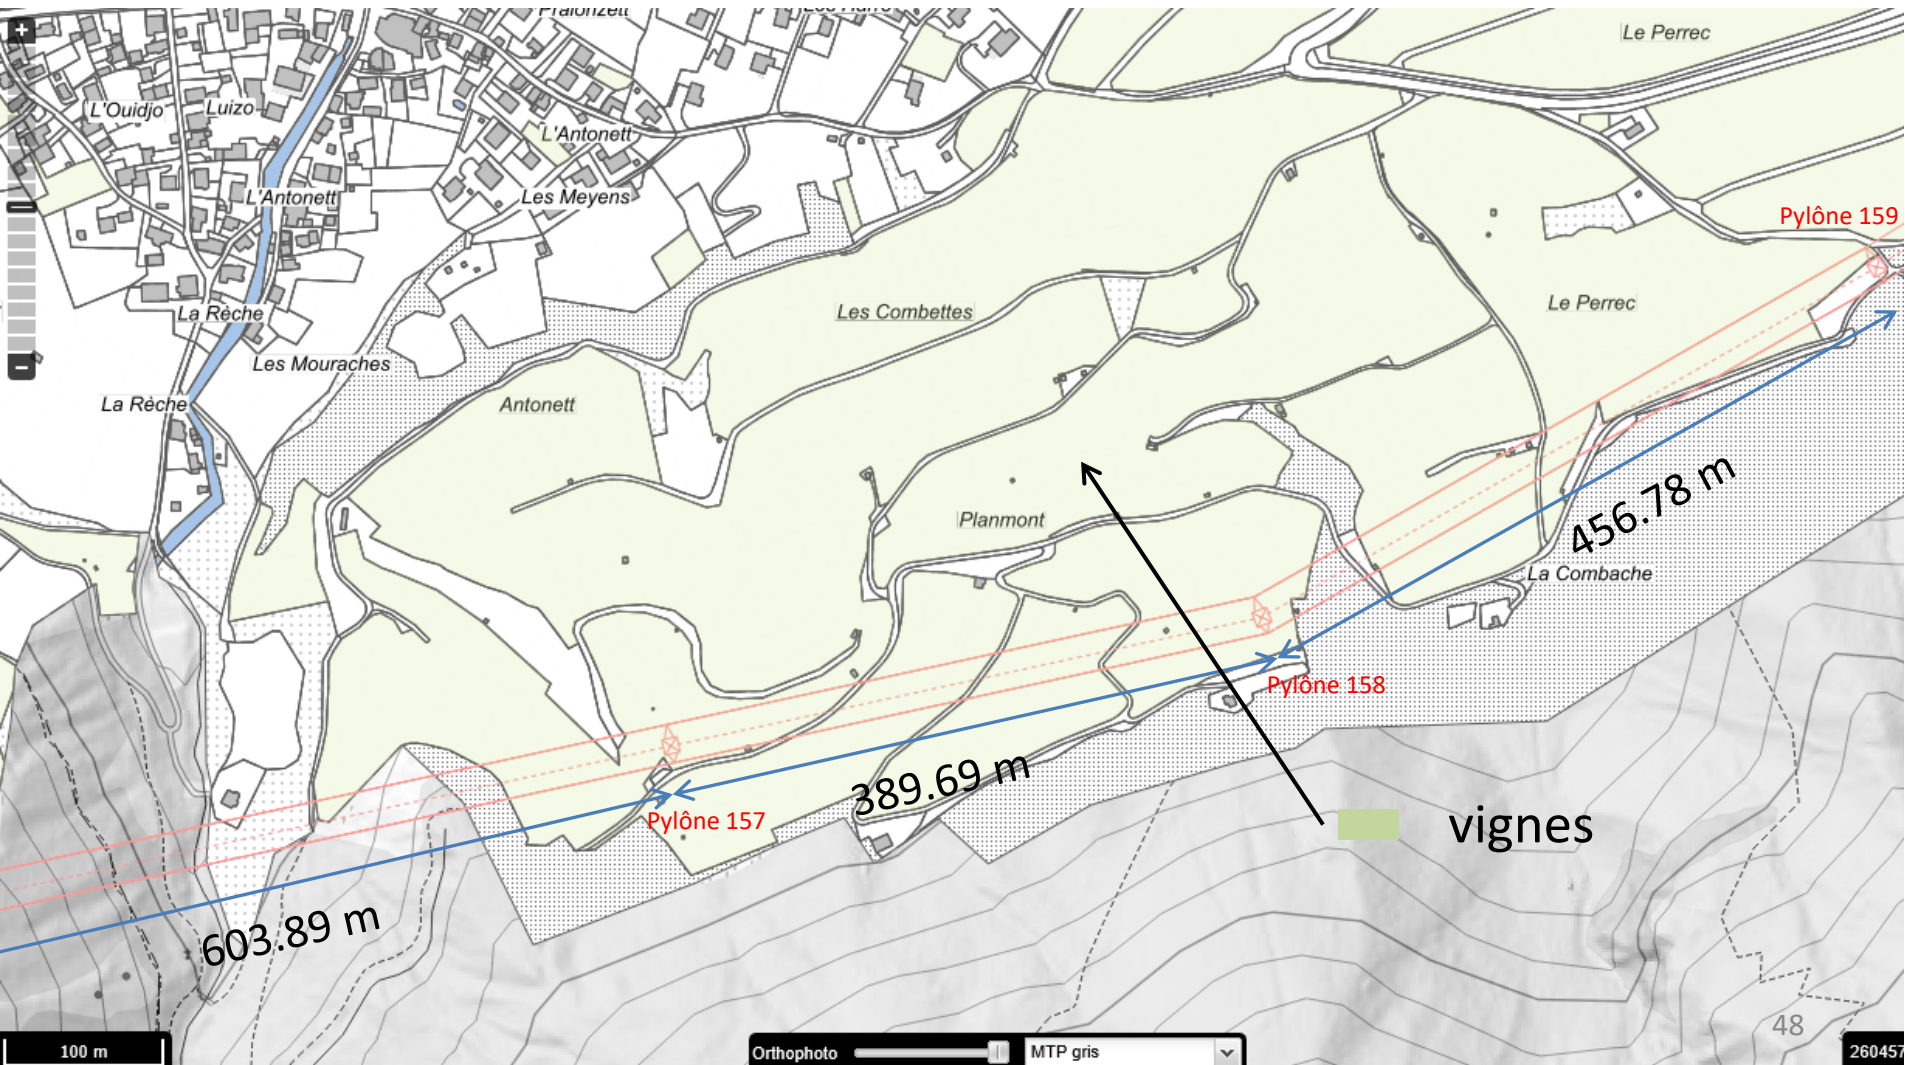 Pralonzett
Le Perrec
L'Ouidjo
Luizo
L'Antonett
L'Antonett
Les Meyens
Pylône 159
La Rèche
Les Combettes
Le Perrec
Les Mouraches
La Rèche
Antonett
456.78 m
Planmont
La Combache
Pylône 158
389.69 m
Pylône 157
vignes
603.89 m
48
100 m
Orthophoto
MTP gris
260457